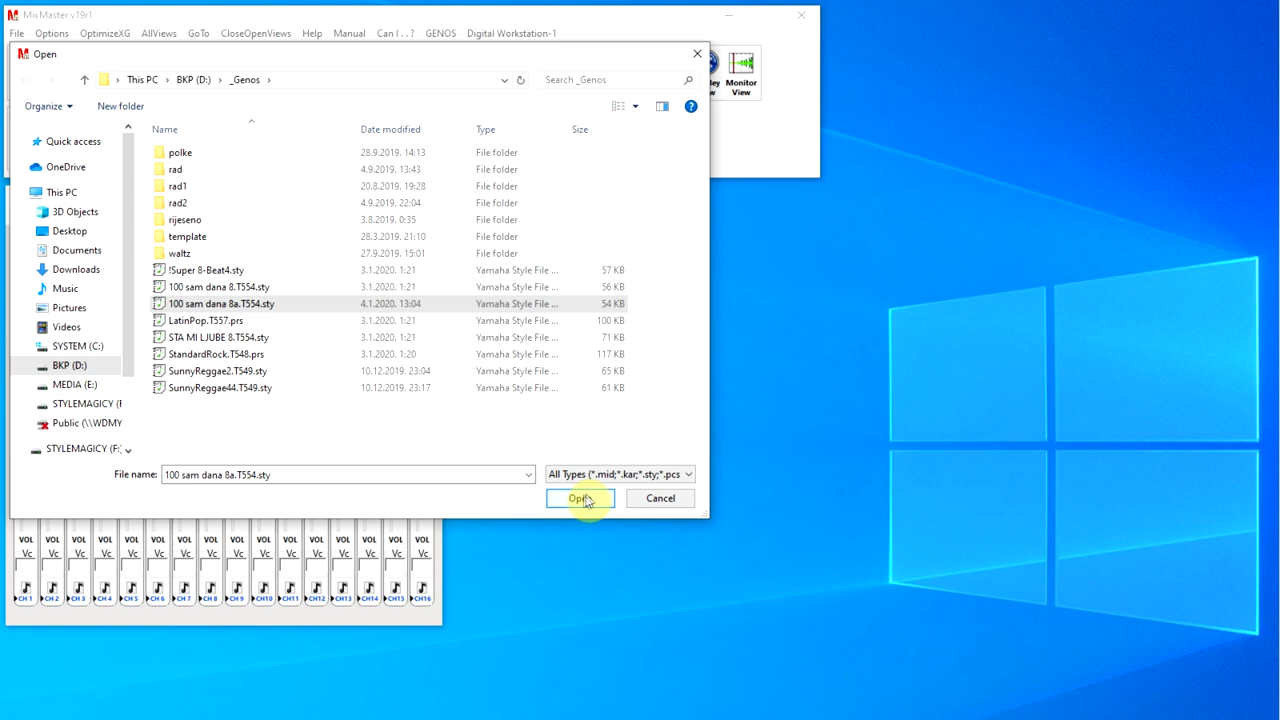 MixMaster v19r1
File Options OptimizeXG AllViews GoTo CloseOpenViews Help Manual Can I . . ? GENOS Digital Workstation-1
Open
This PC › BKP (D:) › _Genos ›
Search _Genos
Monitor
View
Organize
New folder
Name Date modified Type Size
Quick access
OneDrive
This PC
3D Objects
Desktop
Documents
Downloads
Music
Pictures
Videos
SYSTEM (C:)
BKP (D:)
MEDIA (E:)
STYLEMAGICY (F
Public (\\WDMY
STYLEMAGICY (F:)
polke 28.9.2019. 14:13 File folder
rad 4.9.2019. 13:43 File folder
rad1 20.8.2019. 19:28 File folder
rad2 4.9.2019. 22:04 File folder
rijeseno 3.8.2019. 0:35 File folder
template 28.3.2019. 21:10 File folder
waltz 27.9.2019. 15:01 File folder
!Super 8-Beat4.sty 3.1.2020. 1:21 Yamaha Style File ... 57 KB
100 sam dana 8.T554.sty 3.1.2020. 1:21 Yamaha Style File ... 56 KB
100 sam dana 8a.T554.sty 4.1.2020. 13:04 Yamaha Style File ... 54 KB
LatinPop.T557.prs 3.1.2020. 1:21 Yamaha Style File ... 100 KB
STA MI LJUBE 8.T554.sty 3.1.2020. 1:21 Yamaha Style File ... 71 KB
StandardRock.T548.prs 3.1.2020. 1:20 Yamaha Style File ... 117 KB
SunnyReggae2.T549.sty 10.12.2019. 23:04 Yamaha Style File ... 65 KB
SunnyReggae44.T549.sty 10.12.2019. 23:17 Yamaha Style File ... 61 KB
File name: 100 sam dana 8a.T554.sty
All Types (*.mid;*.kar;*.sty;*.pcs
Open Cancel
VOL VOL VOL VOL VOL VOL VOL VOL VOL VOL VOL VOL VOL VOL VOL VOL
Vc Vc Vc Vc Vc Vc Vc Vc Vc Vc Vc Vc Vc Vc Vc Vc
CH 1 CH 2 CH 3 CH 4 CH 5 CH 6 CH 7 CH 8 CH 9 CH10 CH11 CH12 CH13 CH14 CH15 CH16